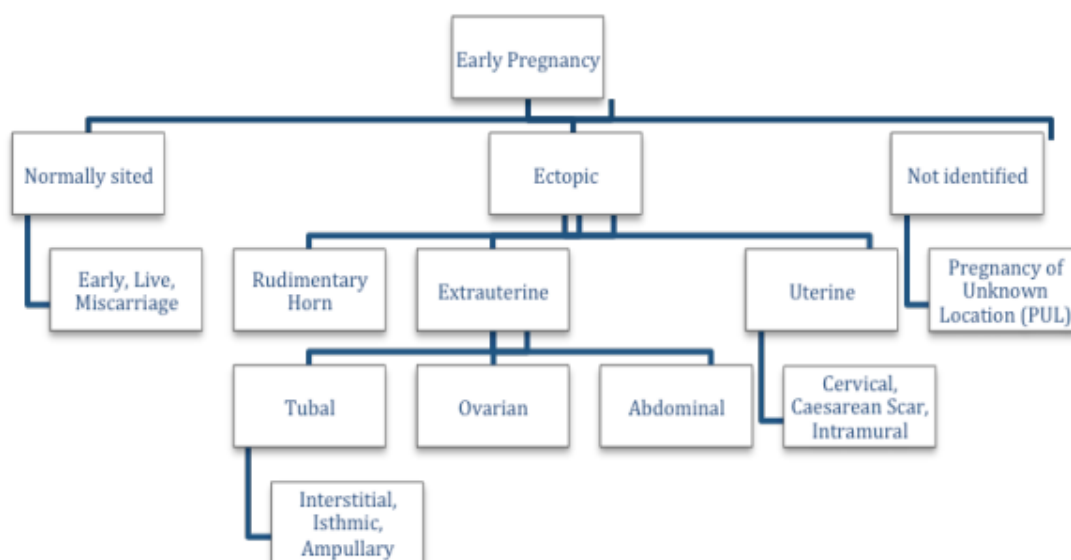 Early Pregnancy
Normally sited
Ectopic
Not identified
Early, Live,
Miscarriage
Rudimentary
Horn
Extrauterine
Uterine
Pregnancy of
Unknown
Location (PUL)
Tubal
Ovarian
Abdominal
Cervical,
Caesarean Scar,
Intramural
Interstitial,
Isthmic,
Ampullary